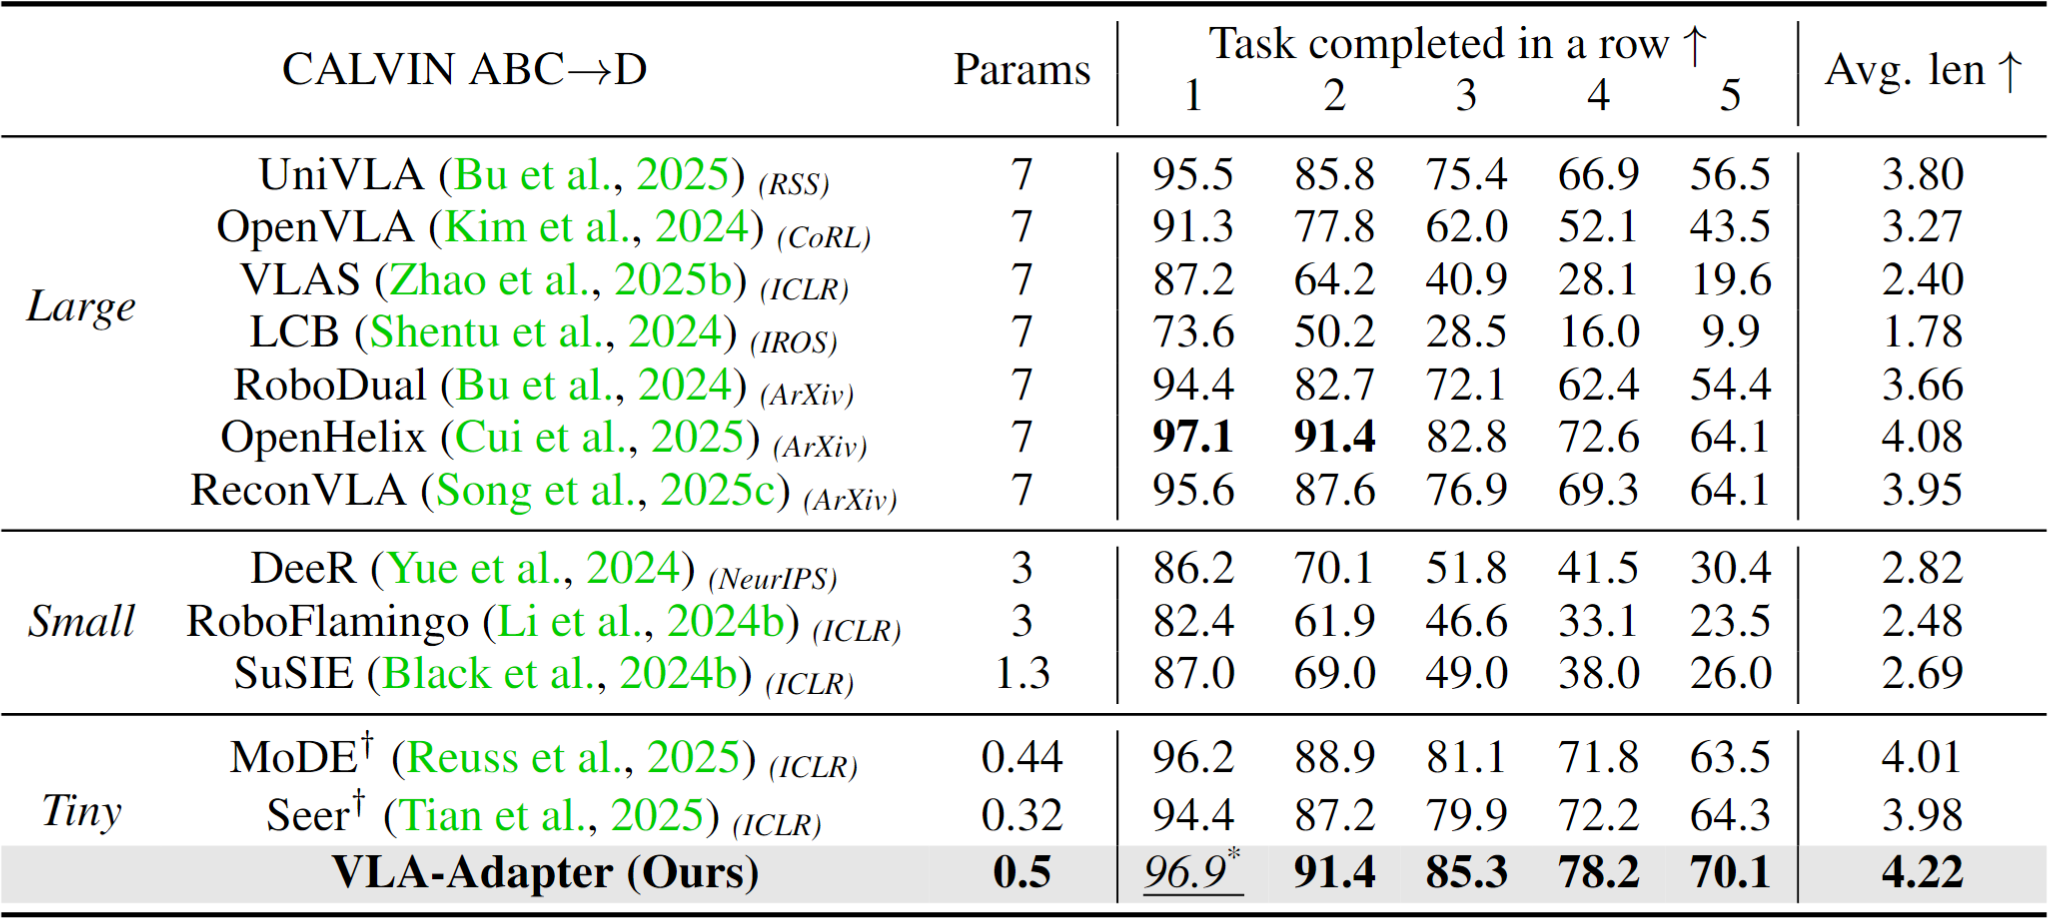 CALVIN ABC→D Params Task completed in a row ↑ Avg. len ↑
1 2 3 4 5
Large
UniVLA (Bu et al., 2025) (RSS) 7 95.5 85.8 75.4 66.9 56.5 3.80
OpenVLA (Kim et al., 2024) (CoRL) 7 91.3 77.8 62.0 52.1 43.5 3.27
VLAS (Zhao et al., 2025b) (ICLR) 7 87.2 64.2 40.9 28.1 19.6 2.40
LCB (Shentu et al., 2024) (IROS) 7 73.6 50.2 28.5 16.0 9.9 1.78
RoboDual (Bu et al., 2024) (ArXiv) 7 94.4 82.7 72.1 62.4 54.4 3.66
OpenHelix (Cui et al., 2025) (ArXiv) 7 97.1 91.4 82.8 72.6 64.1 4.08
ReconVLA (Song et al., 2025c) (ArXiv) 7 95.6 87.6 76.9 69.3 64.1 3.95
Small
DeeR (Yue et al., 2024) (NeurIPS) 3 86.2 70.1 51.8 41.5 30.4 2.82
RoboFlamingo (Li et al., 2024b) (ICLR) 3 82.4 61.9 46.6 33.1 23.5 2.48
SuSIE (Black et al., 2024b) (ICLR) 1.3 87.0 69.0 49.0 38.0 26.0 2.69
Tiny
MoDE† (Reuss et al., 2025) (ICLR) 0.44 96.2 88.9 81.1 71.8 63.5 4.01
Seer† (Tian et al., 2025) (ICLR) 0.32 94.4 87.2 79.9 72.2 64.3 3.98
VLA-Adapter (Ours) 0.5 96.9* 91.4 85.3 78.2 70.1 4.22